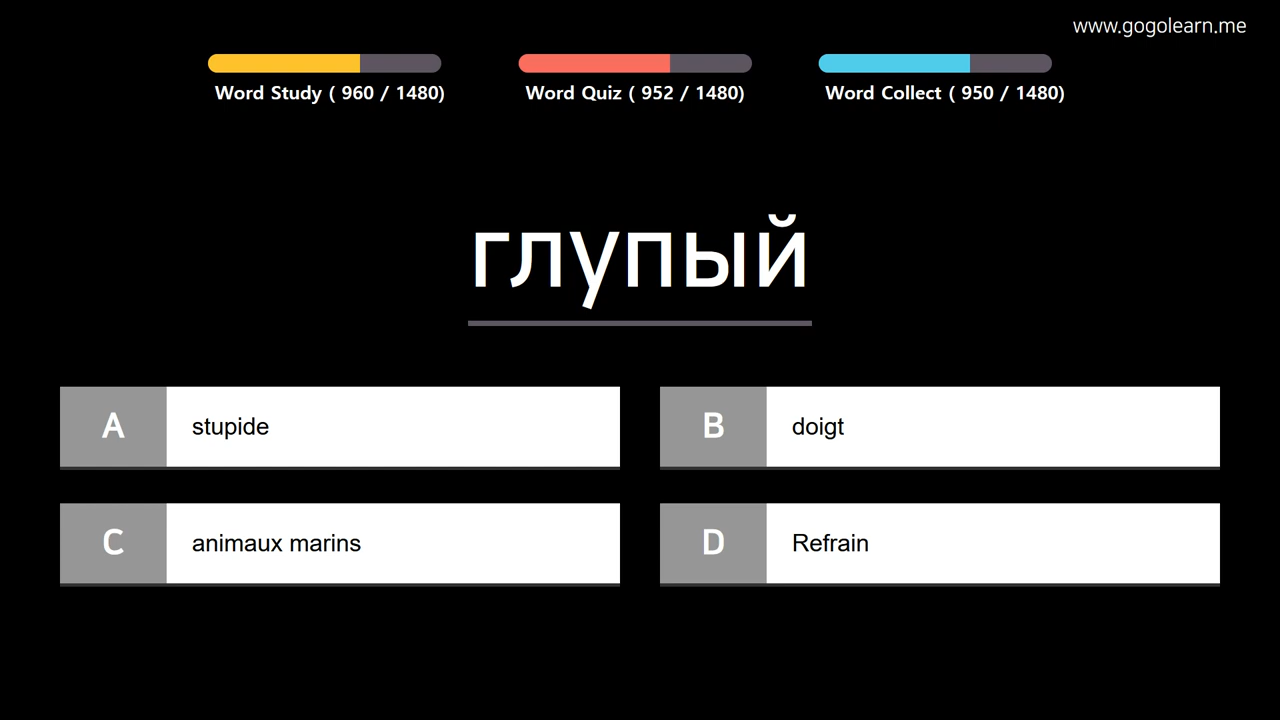 www.gogolearn.me
Word Study ( 960 / 1480)
Word Quiz ( 952 / 1480)
Word Collect ( 950 / 1480)
глупый
A stupide
B doigt
C animaux marins
D Refrain